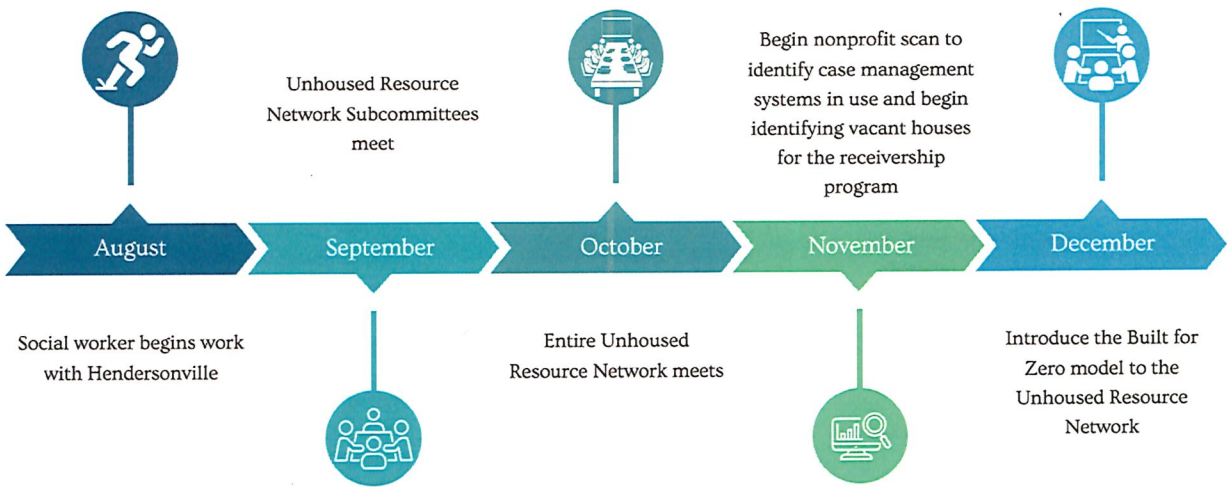 Unhoused Resource
Network Subcommittees
meet
Begin nonprofit scan to
identify case management
systems in use and begin
identifying vacant houses
for the receivership
program
August
September
October
November
December
Social worker begins work
with Hendersonville
Entire Unhoused
Resource Network meets
Introduce the Built for
Zero model to the
Unhoused Resource
Network